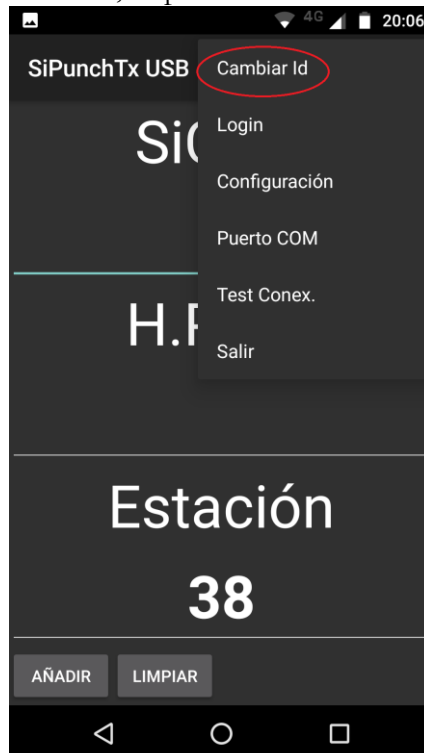 4G 20:06
SiPunchTx USB
Cambiar Id
Login
Configuración
Puerto COM
Test Conex.
Salir
Estación
38
AÑADIR LIMPIAR